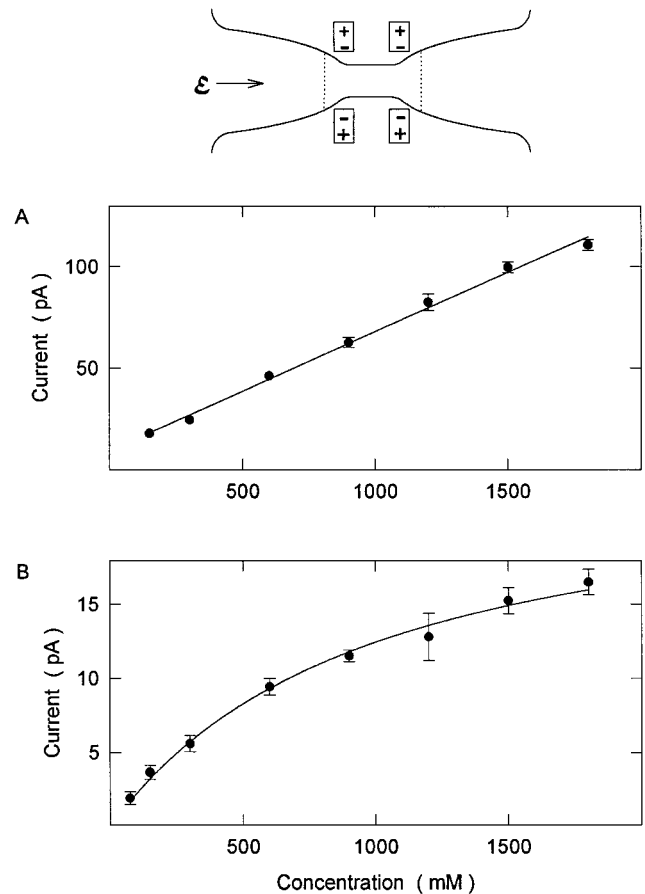 + +
- -
ε
- -
+ +
A
Current ( pA )
100
50
500 1000 1500
B
Current ( pA )
15
10
5
500 1000 1500
Concentration ( mM )